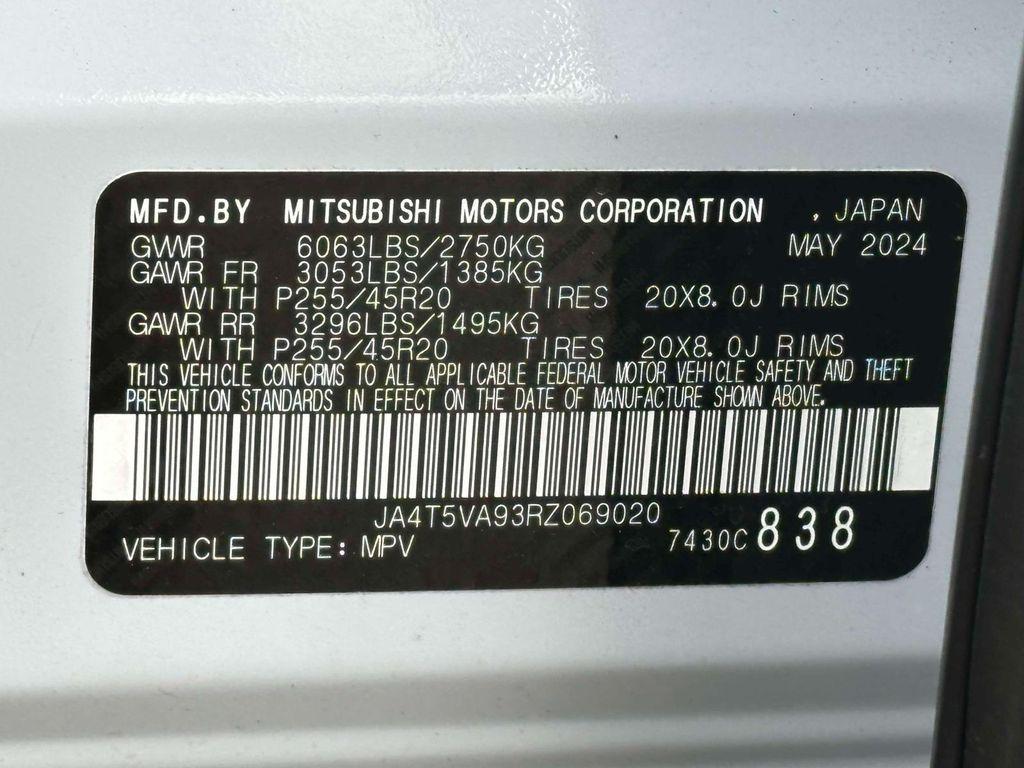 MFD.BY MITSUBISHI MOTORS CORPORATION , JAPAN
GVWR 6063LBS/2750KG MAY 2024
GAWR FR 3053LBS/1385KG
WITH P255/45R20 TIRES 20X8.0J RIMS
GAWR RR 3296LBS/1495KG
WITH P255/45R20 TIRES 20X8.0J RIMS
THIS VEHICLE CONFORMS TO ALL APPLICABLE FEDERAL MOTOR VEHICLE SAFETY AND THEFT
PREVENTION STANDARDS IN EFFECT ON THE DATE OF MANUFACTURE SHOWN ABOVE.
JA4T5VA93RZ069020
VEHICLE TYPE: MPV 7430C 838